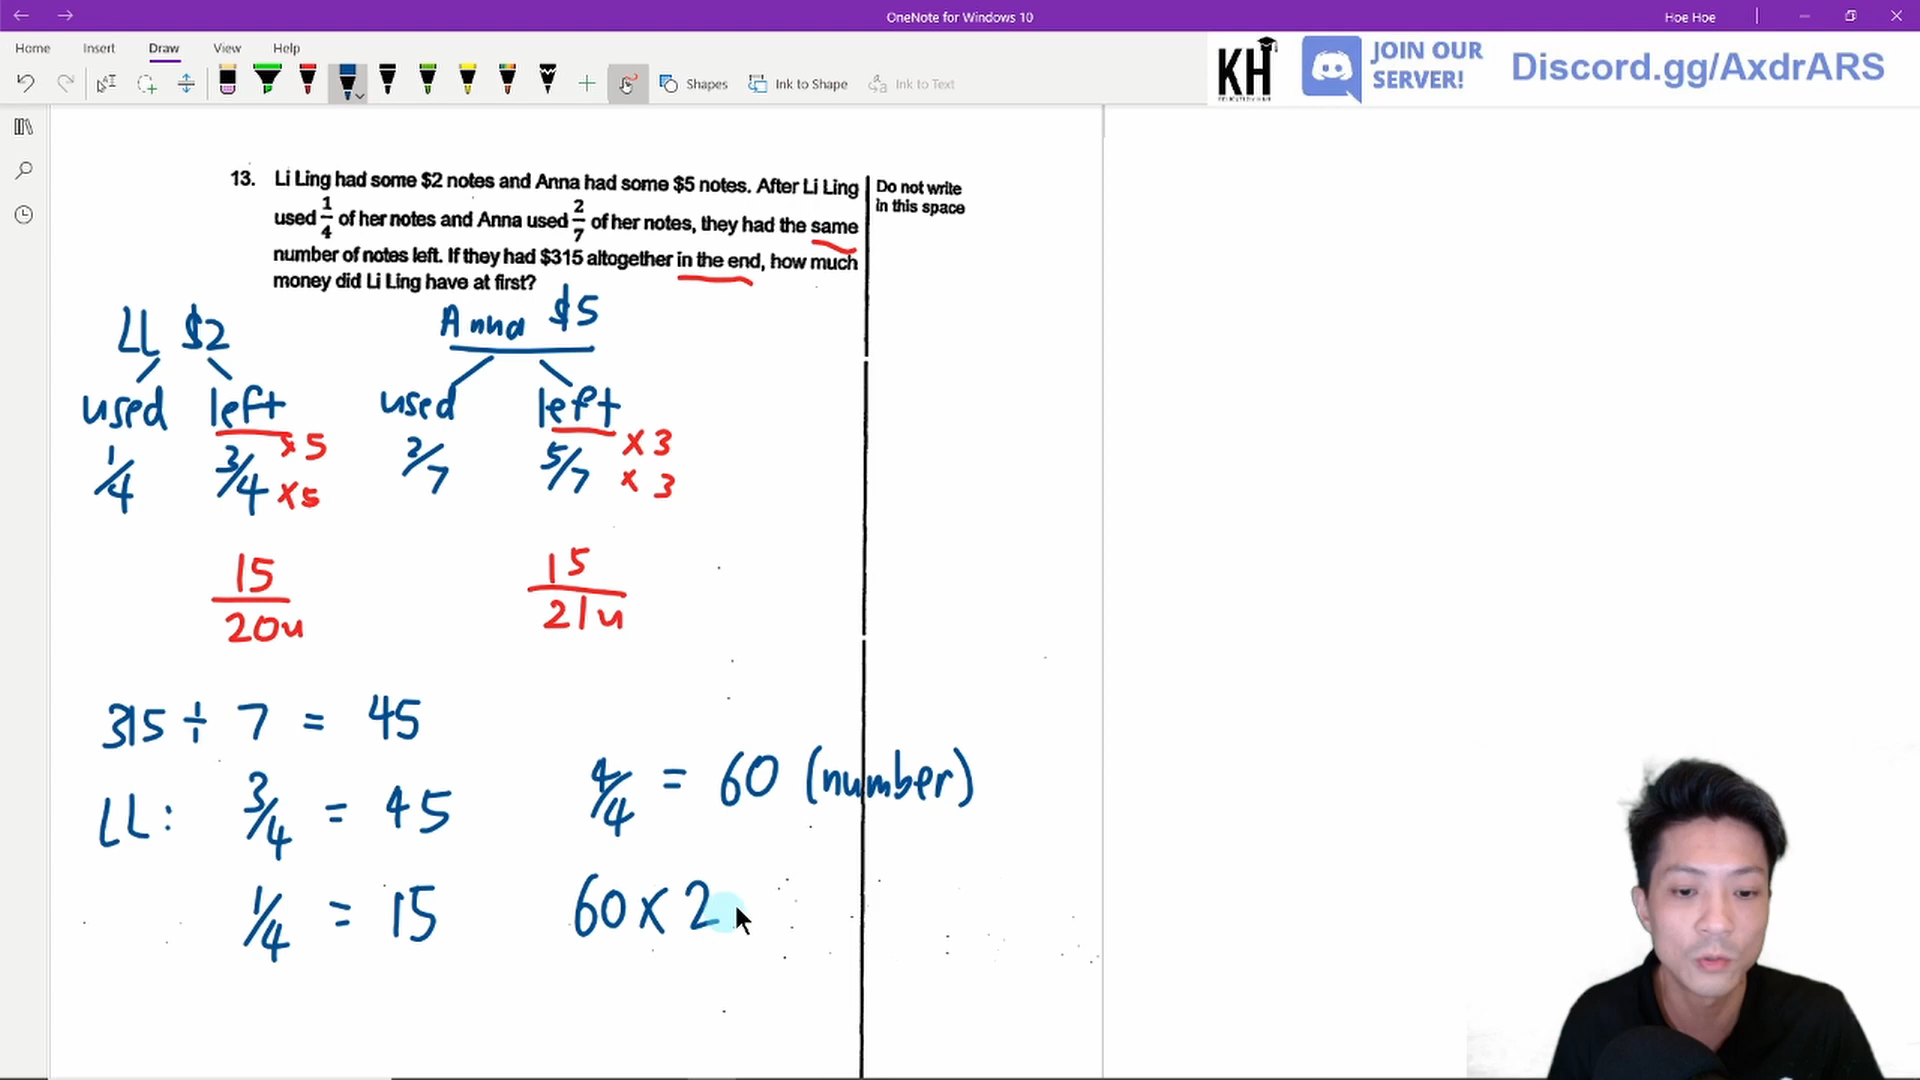 OneNote for Windows 10
Hoe Hoe
Home Insert Draw View Help
Shapes Ink to Shape Ink to Text
KH
JOIN OUR
SERVER!
Discord.gg/AxdrARS
13. Li Ling had some $2 notes and Anna had some $5 notes. After Li Ling
used 1/4 of her notes and Anna used 2/7 of her notes, they had the same
number of notes left. If they had $315 altogether in the end, how much
money did Li Ling have at first?
Do not write
in this space
LL $2
Anna $5
used left
used left
1/4 3/4 ×5 ×5
2/7 5/7 ×3 ×3
15/20u
15/21u
315 ÷ 7 = 45
LL: 3/4 = 45
1/4 = 15
4/4 = 60 (number)
60 × 2